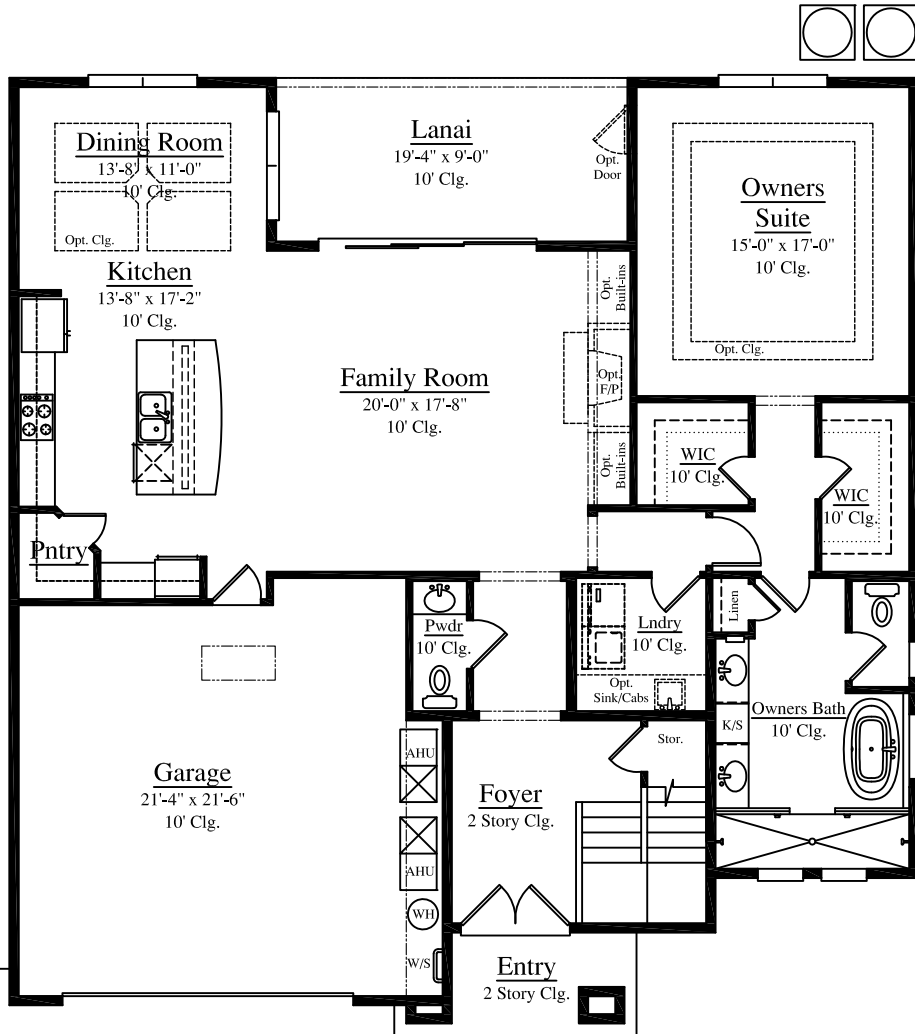 Dining Room
13'-8" x 11'-0"
10' Clg.
Opt. Clg.
Lanai
19'-4" x 9'-0"
10' Clg.
Opt.
Door
Owners
Suite
15'-0" x 17'-0"
10' Clg.
Opt. Clg.
Kitchen
13'-8" x 17'-2"
10' Clg.
Family Room
20'-0" x 17'-8"
10' Clg.
Opt.
Built-ins
Opt.
F/P
Opt.
Built-ins
WIC
10' Clg.
WIC
10' Clg.
Pntry
Pwdr
10' Clg.
Lndry
10' Clg.
Opt.
Sink/Cabs
Linen
Owners Bath
10' Clg.
K/S
Stor.
Garage
21'-4" x 21'-6"
10' Clg.
AHU
AHU
WH
W/S
Foyer
2 Story Clg.
Entry
2 Story Clg.